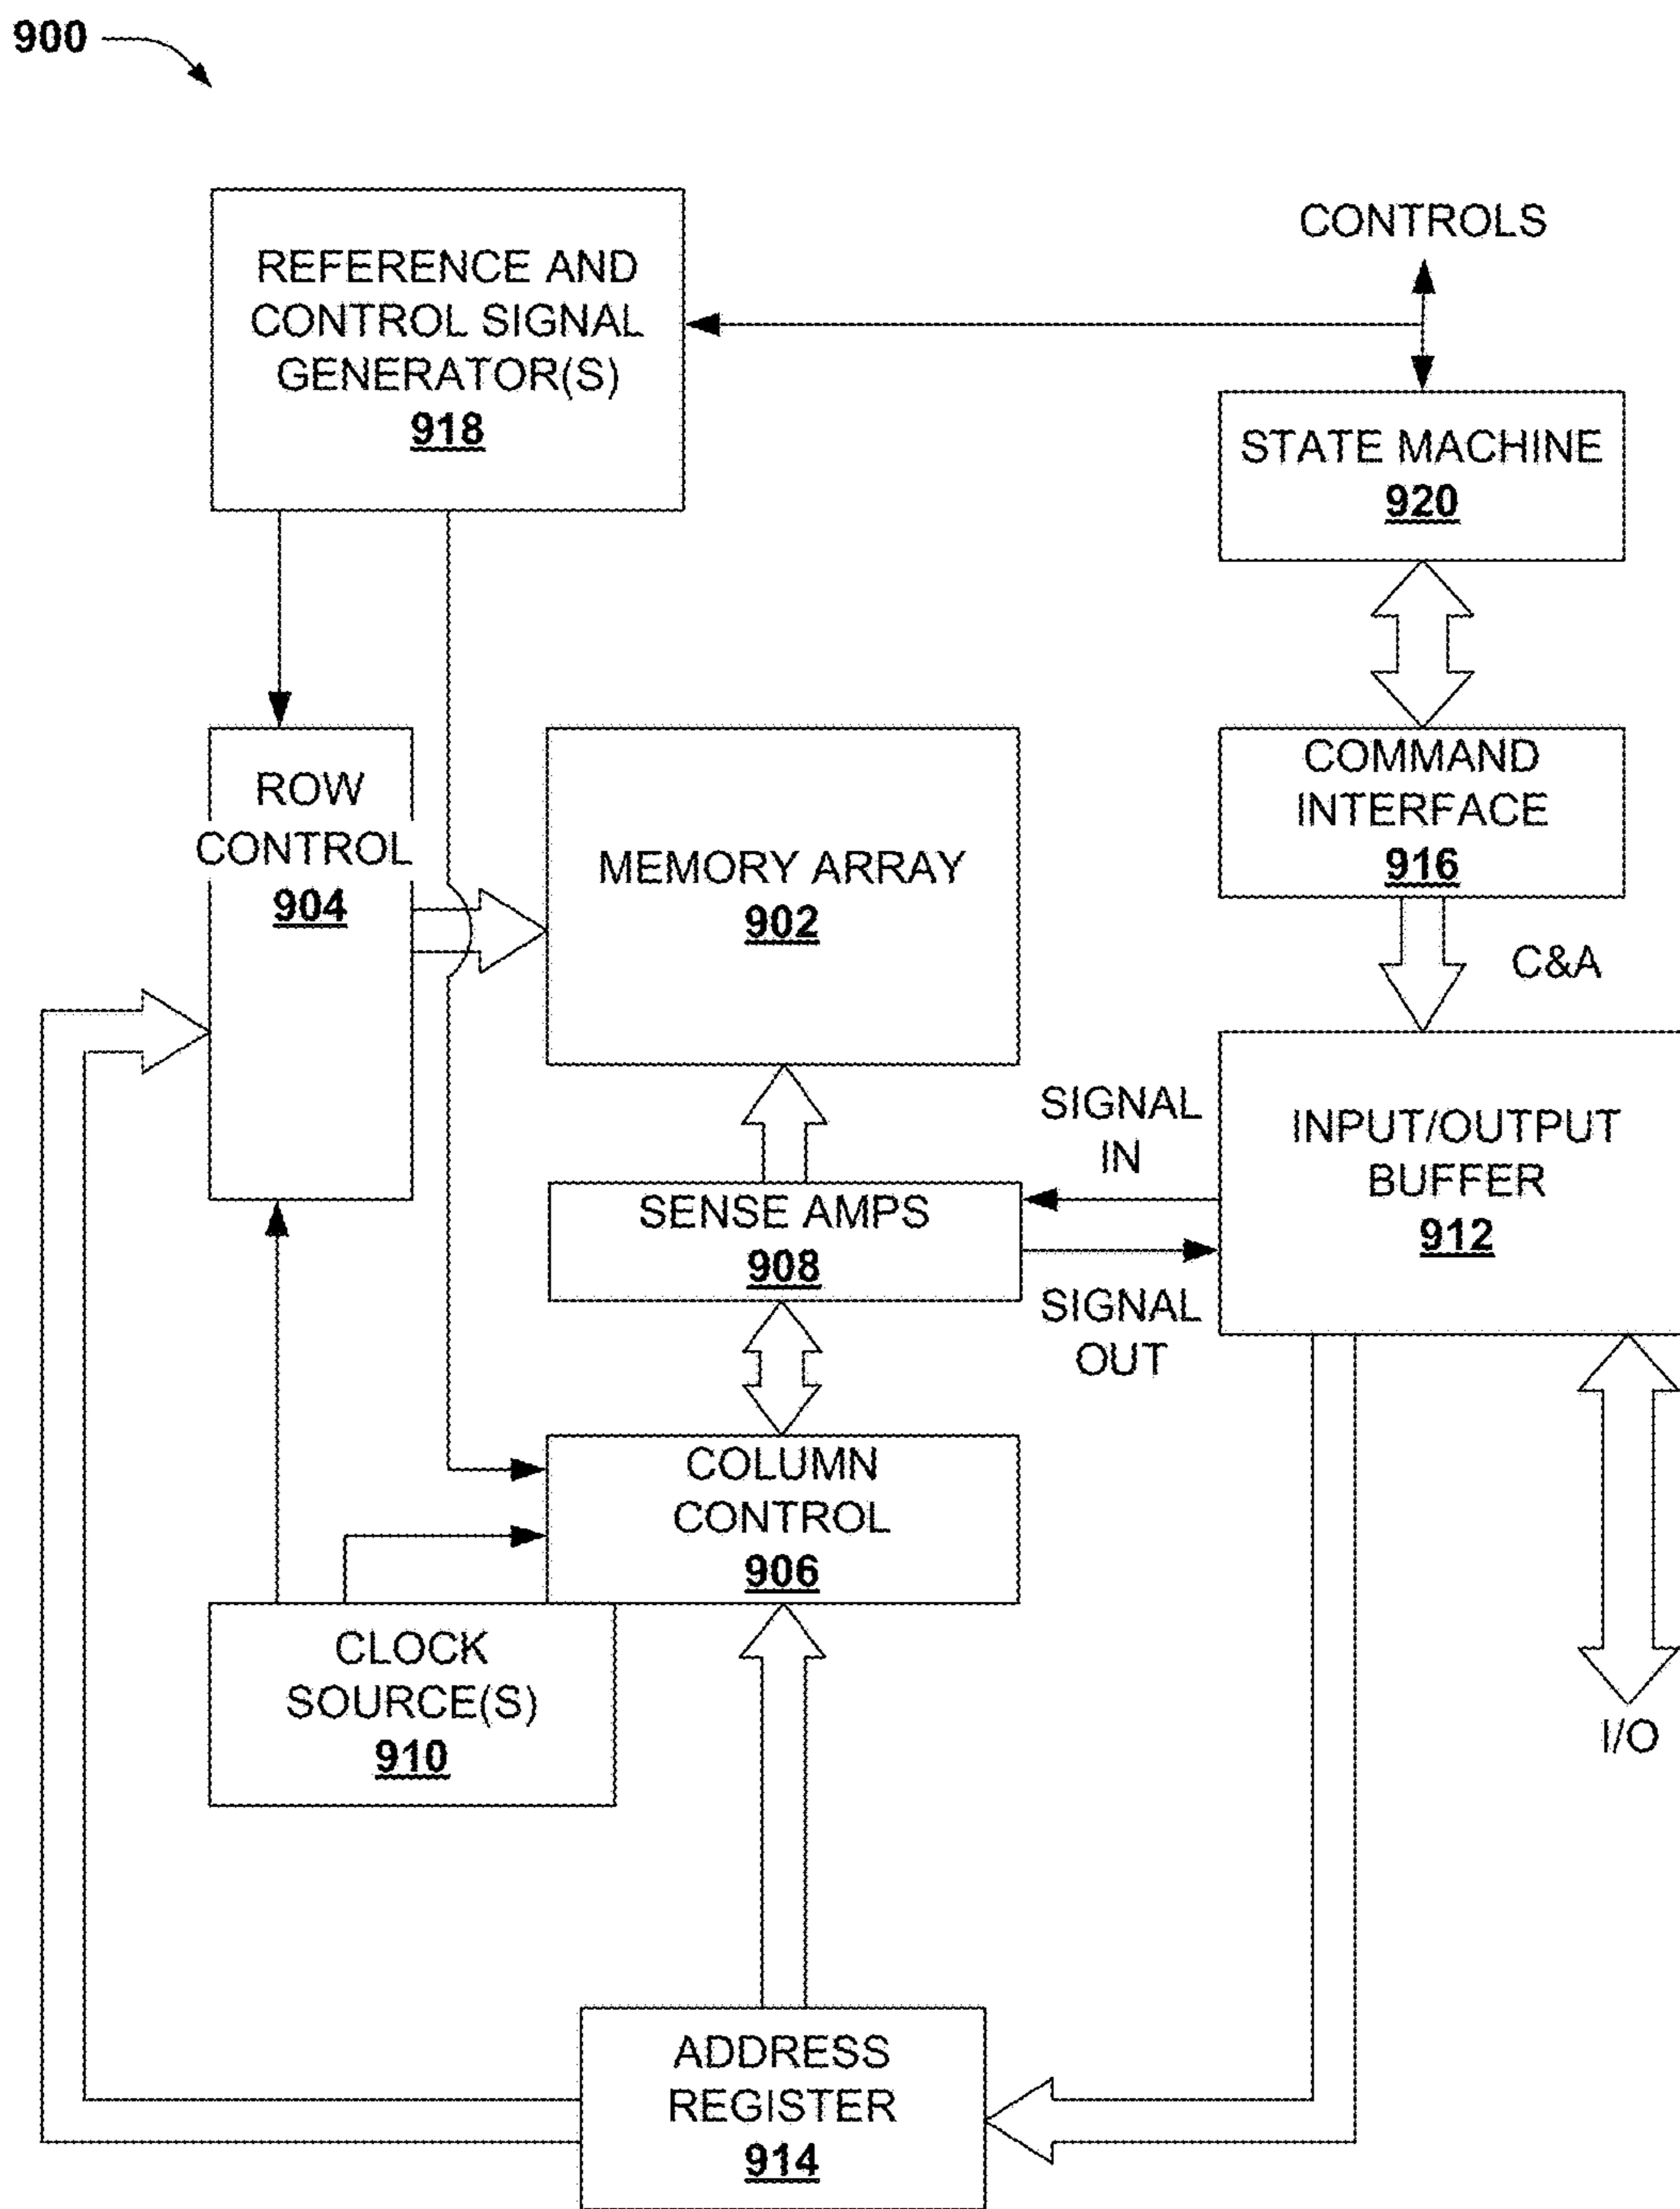 900
REFERENCE AND
CONTROL SIGNAL
GENERATOR(S)
918
CONTROLS
STATE MACHINE
920
ROW
CONTROL
904
MEMORY ARRAY
902
COMMAND
INTERFACE
916
C&A
SIGNAL
IN
INPUT/OUTPUT
BUFFER
912
SENSE AMPS
908
SIGNAL
OUT
COLUMN
CONTROL
906
CLOCK
SOURCE(S)
910
I/O
ADDRESS
REGISTER
914